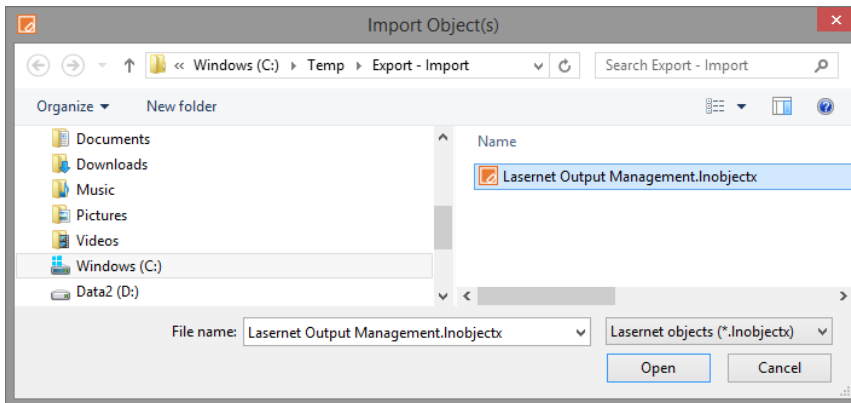 Import Object(s)
« Windows (C:) Temp Export - Import
Search Export - Import
Organize New folder
Documents
Downloads
Music
Pictures
Videos
Windows (C:)
Data2 (D:)
Name
Lasernet Output Management.lnobjectx
File name: Lasernet Output Management.lnobjectx
Lasernet objects (*.lnobjectx)
Open Cancel